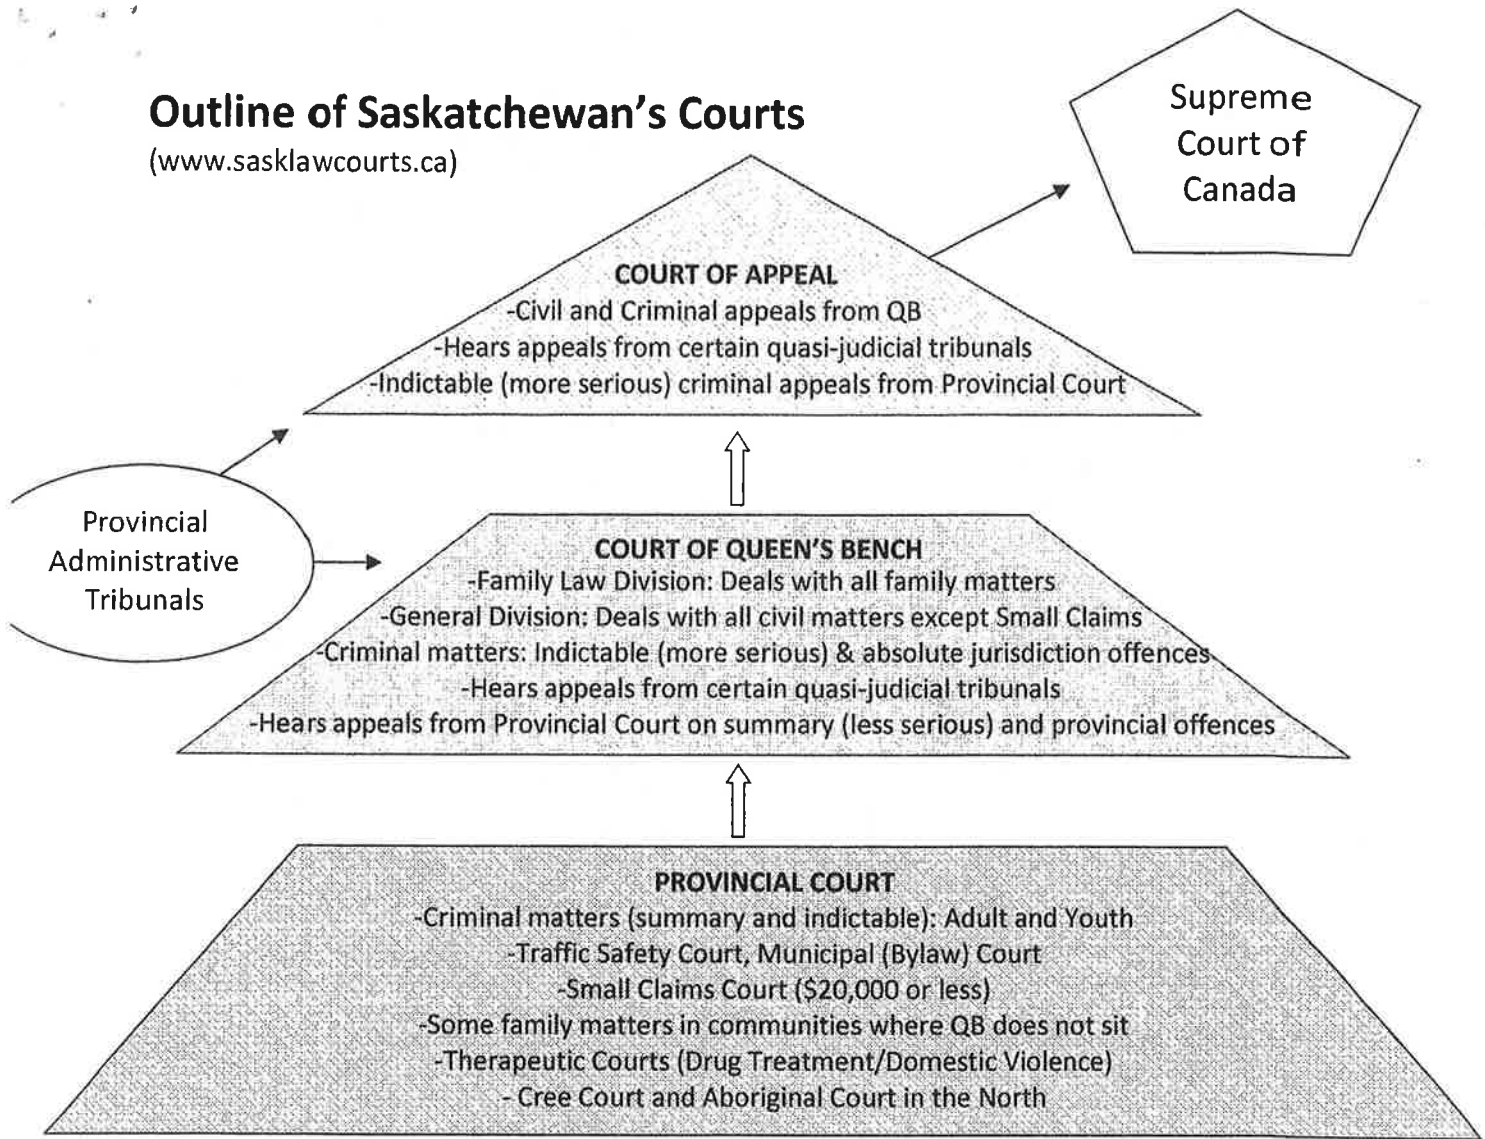 Outline of Saskatchewan's Courts
(www.sasklawcourts.ca)
Supreme
Court of
Canada
COURT OF APPEAL
-Civil and Criminal appeals from QB
-Hears appeals from certain quasi-judicial tribunals
-Indictable (more serious) criminal appeals from Provincial Court
Provincial
Administrative
Tribunals
COURT OF QUEEN'S BENCH
-Family Law Division: Deals with all family matters
-General Division: Deals with all civil matters except Small Claims
-Criminal matters: Indictable (more serious) & absolute jurisdiction offences
-Hears appeals from certain quasi-judicial tribunals
-Hears appeals from Provincial Court on summary (less serious) and provincial offences
PROVINCIAL COURT
-Criminal matters (summary and indictable): Adult and Youth
-Traffic Safety Court, Municipal (Bylaw) Court
-Small Claims Court ($20,000 or less)
-Some family matters in communities where QB does not sit
-Therapeutic Courts (Drug Treatment/Domestic Violence)
- Cree Court and Aboriginal Court in the North